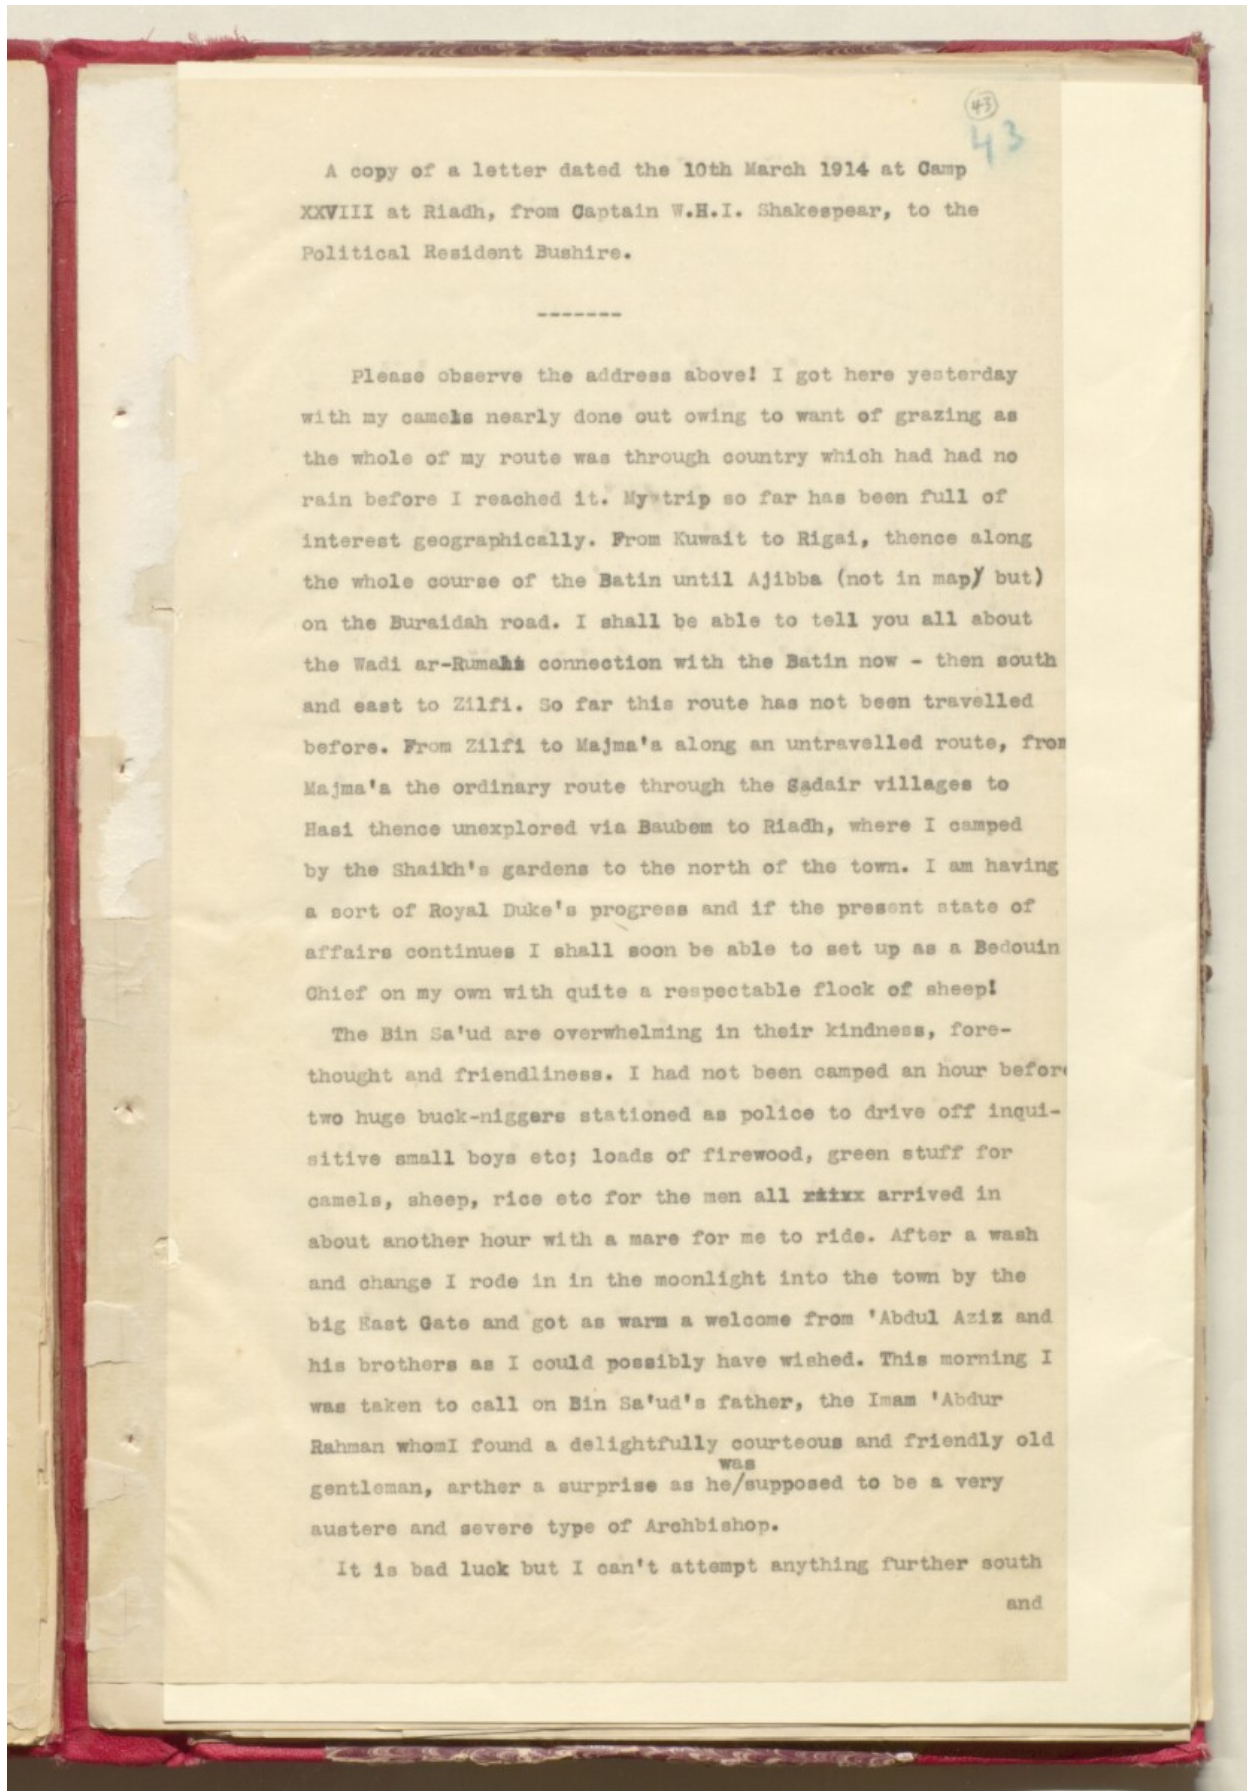 43
43
A copy of a letter dated the 10th March 1914 at Camp
XXVIII at Riadh, from Captain W.H.I. Shakespear, to the
Political Resident Bushire.
-------
Please observe the address above! I got here yesterday
with my camels nearly done out owing to want of grazing as
the whole of my route was through country which had had no
rain before I reached it. My trip so far has been full of
interest geographically. From Kuwait to Rigai, thence along
the whole course of the Batin until Ajibba (not in map) but)
on the Buraidah road. I shall be able to tell you all about
the Wadi ar-Rumahs connection with the Batin now - then south
and east to Zilfi. So far this route has not been travelled
before. From Zilfi to Majma'a along an untravelled route, from
Majma'a the ordinary route through the Sadair villages to
Hasi thence unexplored via Baubem to Riadh, where I camped
by the Shaikh's gardens to the north of the town. I am having
a sort of Royal Duke's progress and if the present state of
affairs continues I shall soon be able to set up as a Bedouin
Chief on my own with quite a respectable flock of sheep!
The Bin Sa'ud are overwhelming in their kindness, fore-
thought and friendliness. I had not been camped an hour before
two huge buck-niggers stationed as police to drive off inqui-
sitive small boys etc; loads of firewood, green stuff for
camels, sheep, rice etc for the men all arrived in
about another hour with a mare for me to ride. After a wash
and change I rode in in the moonlight into the town by the
big East Gate and got as warm a welcome from 'Abdul Aziz and
his brothers as I could possibly have wished. This morning I
was taken to call on Bin Sa'ud's father, the Imam 'Abdur
Rahman whomI found a delightfully courteous and friendly old
was
gentleman, arther a surprise as he/supposed to be a very
austere and severe type of Archbishop.
It is bad luck but I can't attempt anything further south
and